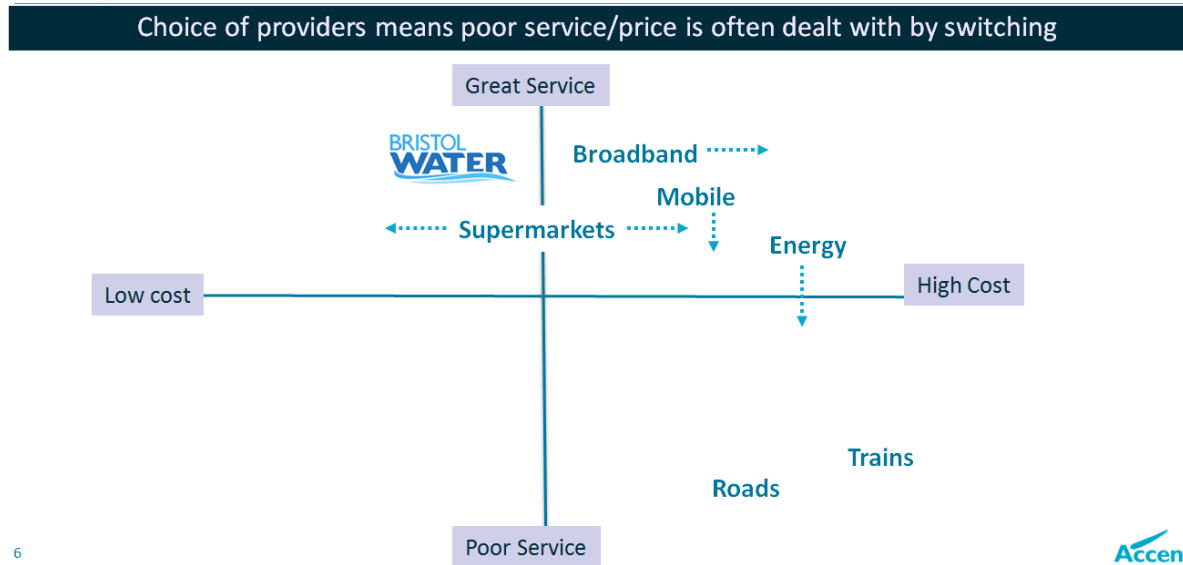 Choice of providers means poor service/price is often dealt with by switching
Great Service
BRISTOL
WATER
Broadband
Mobile
Supermarkets
Energy
Low cost
High Cost
Trains
Roads
Poor Service
6
Accen